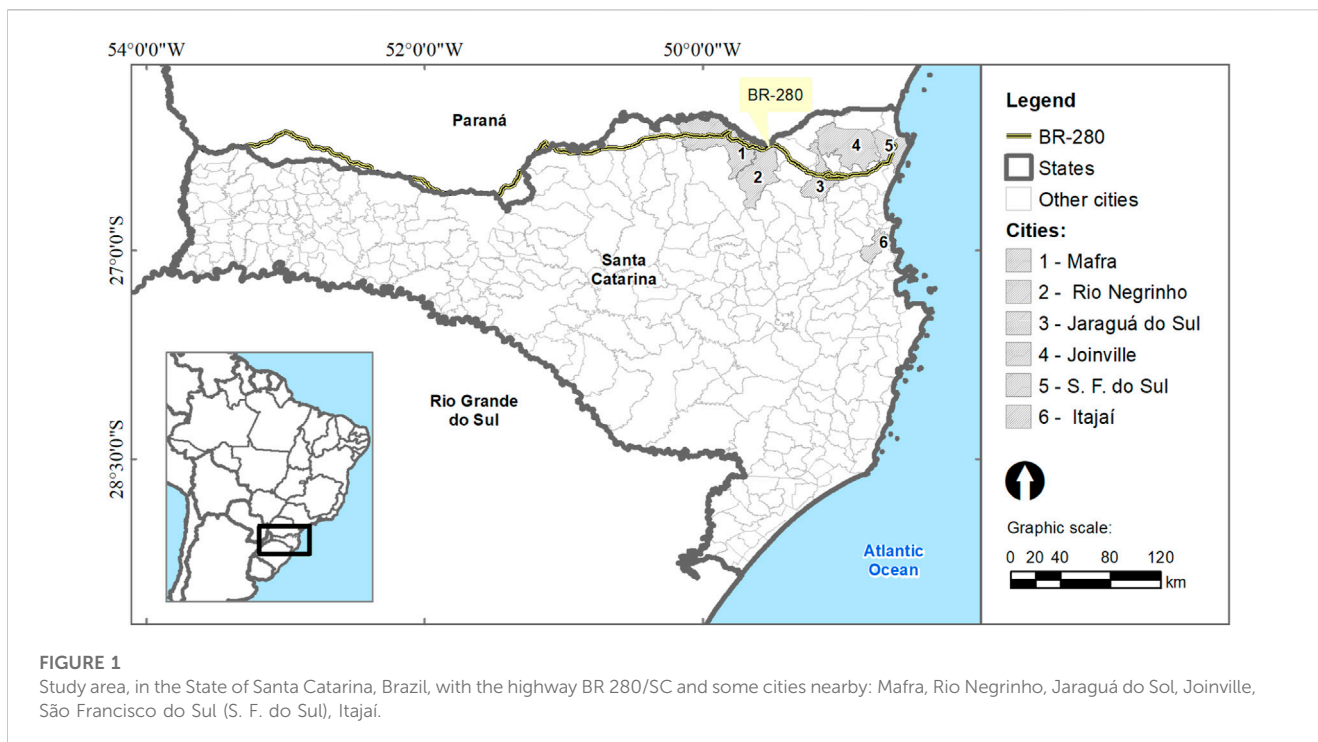 54°0'0"W
52°0'0"W
50°0'0"W
BR-280
Paraná
1
2
3
4
5
6
27°0'0"S
Santa
Catarina
Rio Grande
do Sul
28°30'0"S
Atlantic
Ocean
Legend
BR-280
States
Other cities
Cities:
1 - Mafra
2 - Rio Negrinho
3 - Jaraguá do Sul
4 - Joinville
5 - S. F. do Sul
6 - Itajaí
Graphic scale:
0 20 40 80 120
km
FIGURE 1
Study area, in the State of Santa Catarina, Brazil, with the highway BR 280/SC and some cities nearby: Mafra, Rio Negrinho, Jaraguá do Sol, Joinville,
São Francisco do Sul (S. F. do Sul), Itajaí.